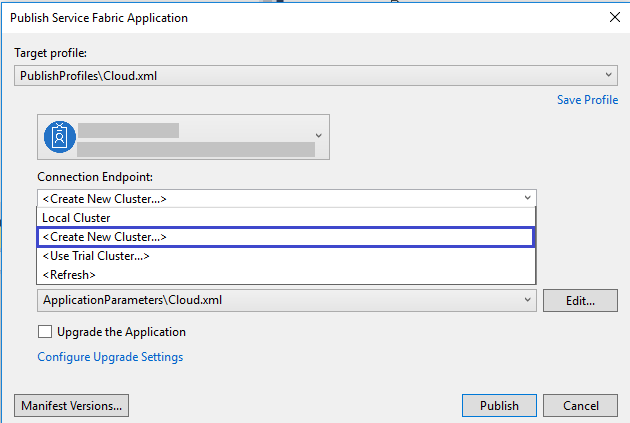 Publish Service Fabric Application
Target profile:
PublishProfiles\Cloud.xml
Save Profile
Connection Endpoint:
<Create New Cluster...>
Local Cluster
<Create New Cluster...>
<Use Trial Cluster...>
<Refresh>
ApplicationParameters\Cloud.xml
Edit...
Upgrade the Application
Configure Upgrade Settings
Manifest Versions...
Publish
Cancel